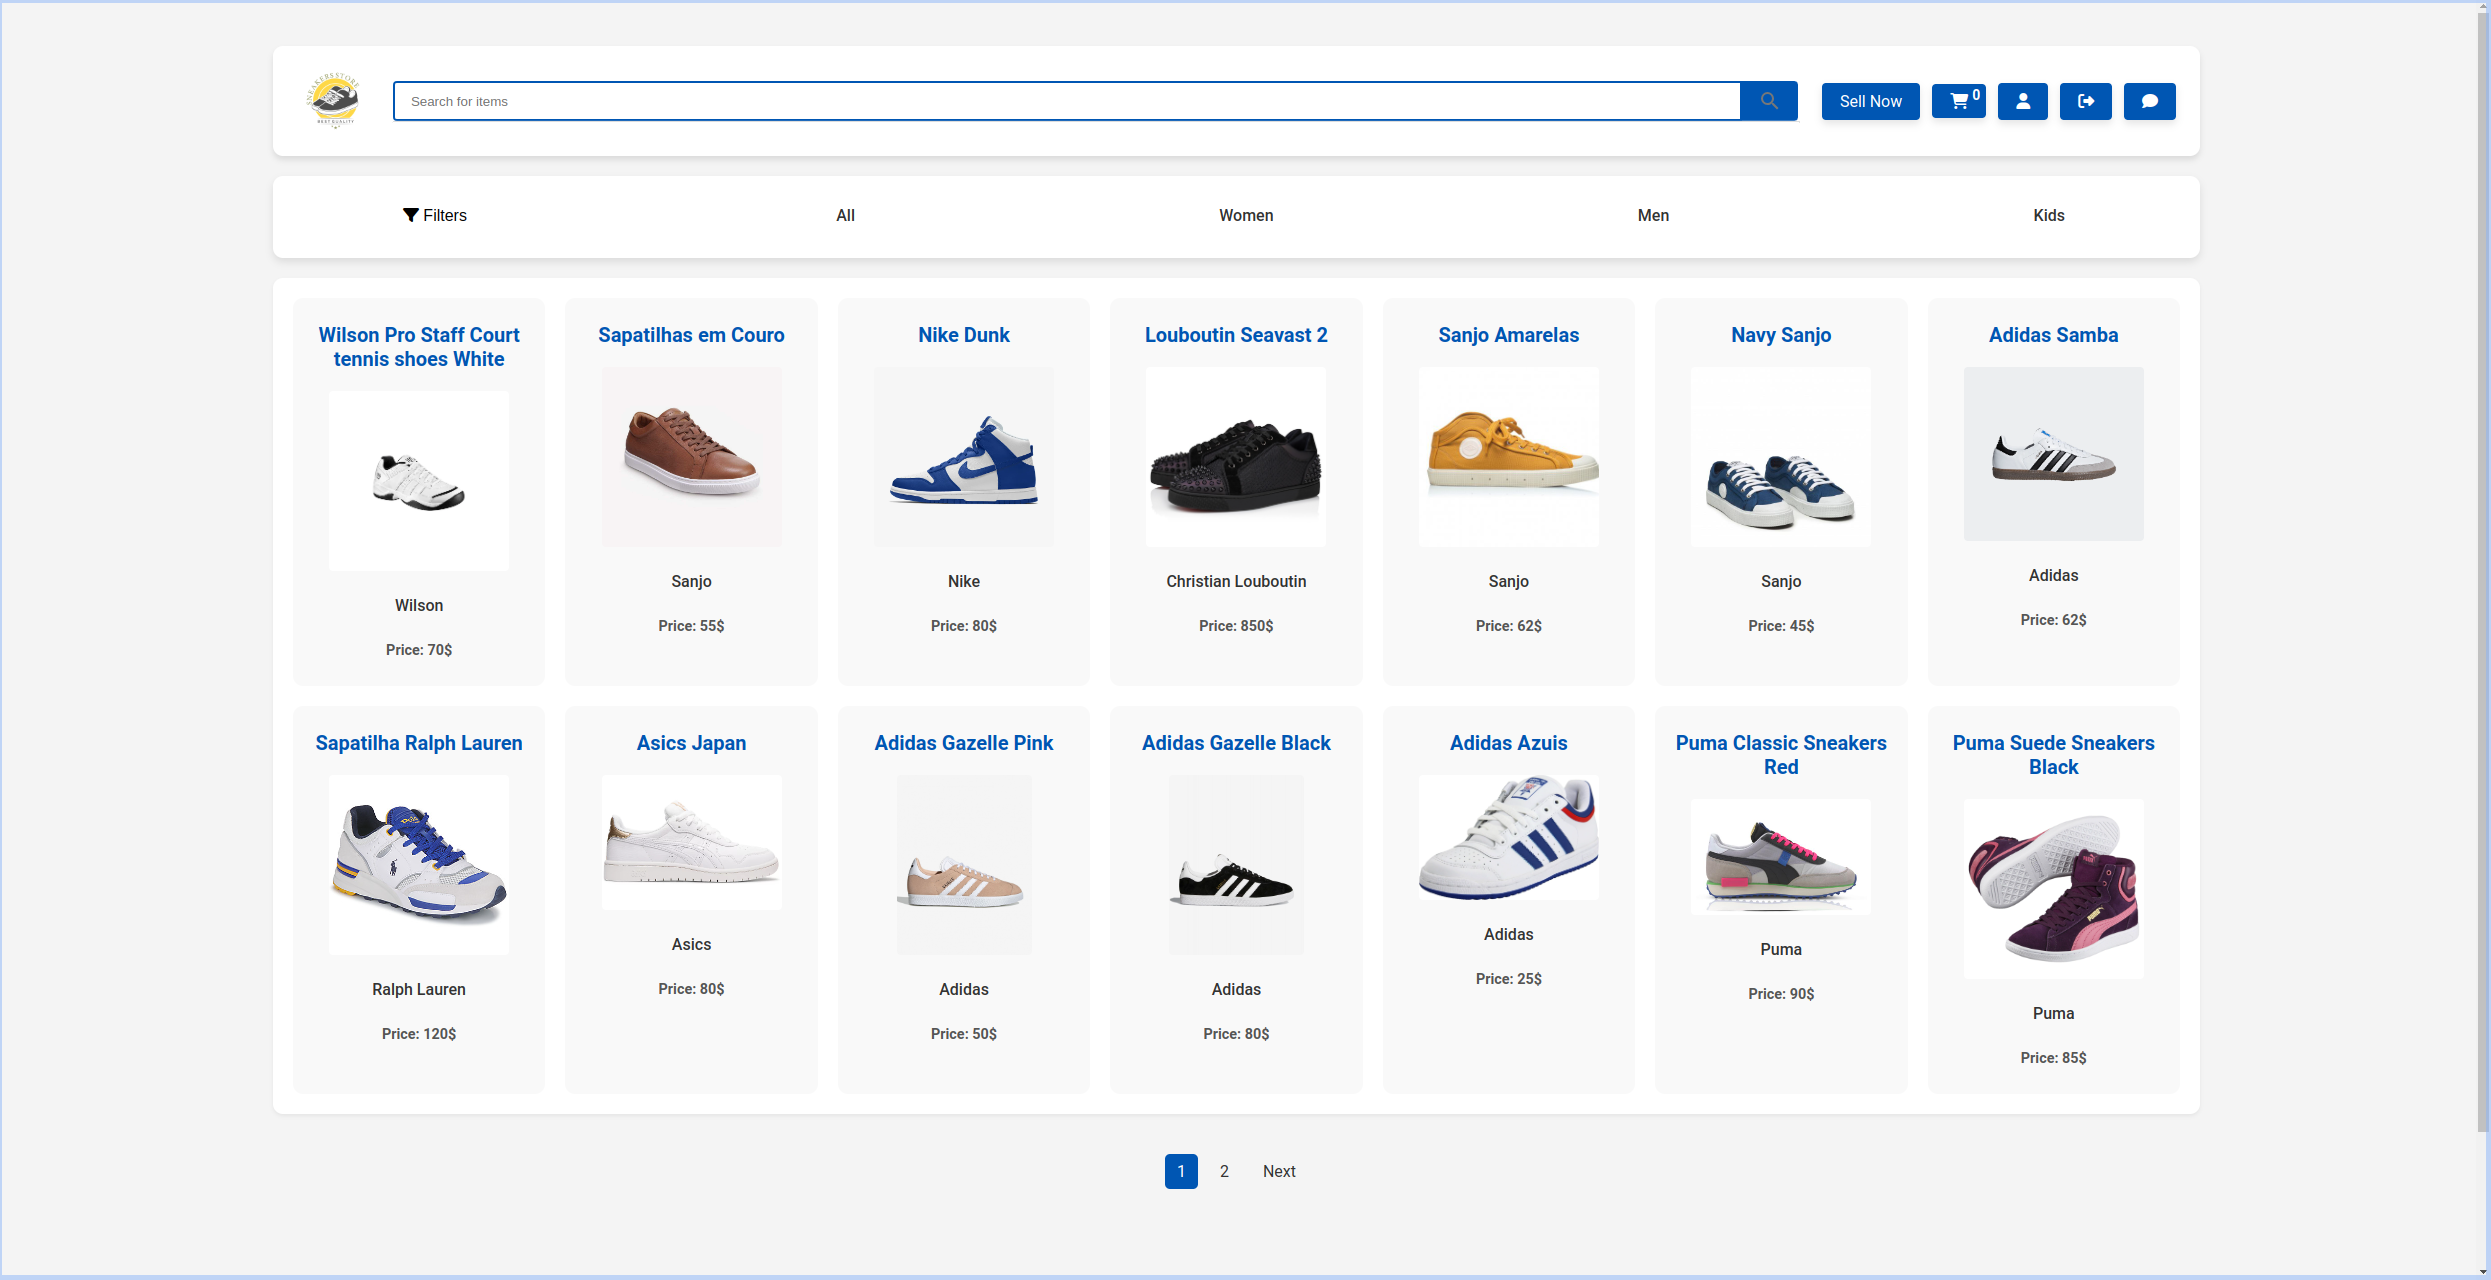 SNEAKERS STORE
BEST QUALITY
Search for items
Sell Now
0
Filters
All
Women
Men
Kids
Wilson Pro Staff Court
tennis shoes White
Wilson
Price: 70$
Sapatilhas em Couro
Sanjo
Price: 55$
Nike Dunk
Nike
Price: 80$
Louboutin Seavast 2
Christian Louboutin
Price: 850$
Sanjo Amarelas
Sanjo
Price: 62$
Navy Sanjo
Sanjo
Price: 45$
Adidas Samba
Adidas
Price: 62$
Sapatilha Ralph Lauren
Ralph Lauren
Price: 120$
Asics Japan
Asics
Price: 80$
Adidas Gazelle Pink
Adidas
Price: 50$
Adidas Gazelle Black
Adidas
Price: 80$
Adidas Azuis
Adidas
Price: 25$
Puma Classic Sneakers
Red
Puma
Price: 90$
Puma Suede Sneakers
Black
Puma
Price: 85$
1
2
Next